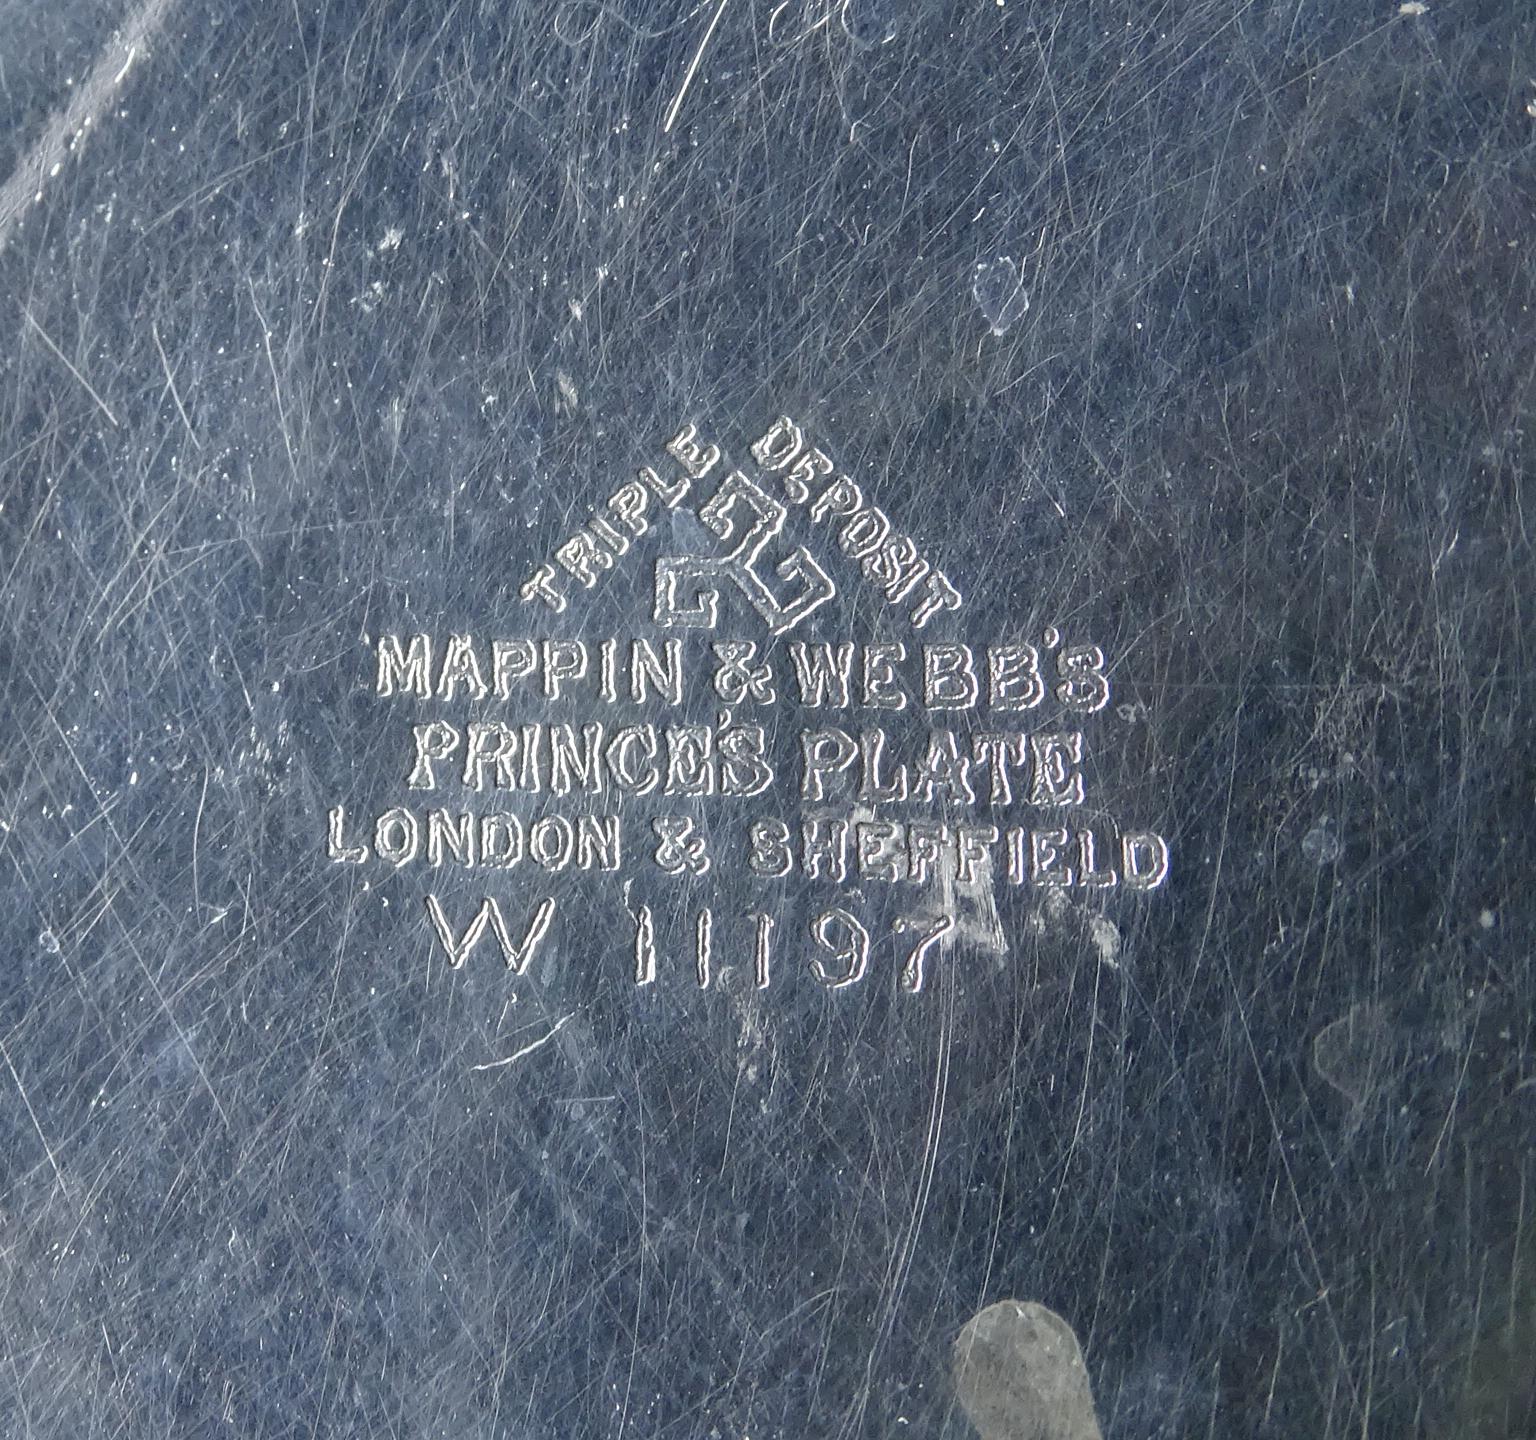 TRIPLE DEPOSIT
MAPPIN & WEBB'S
PRINCE'S PLATE
LONDON & SHEFFIELD
W 11197